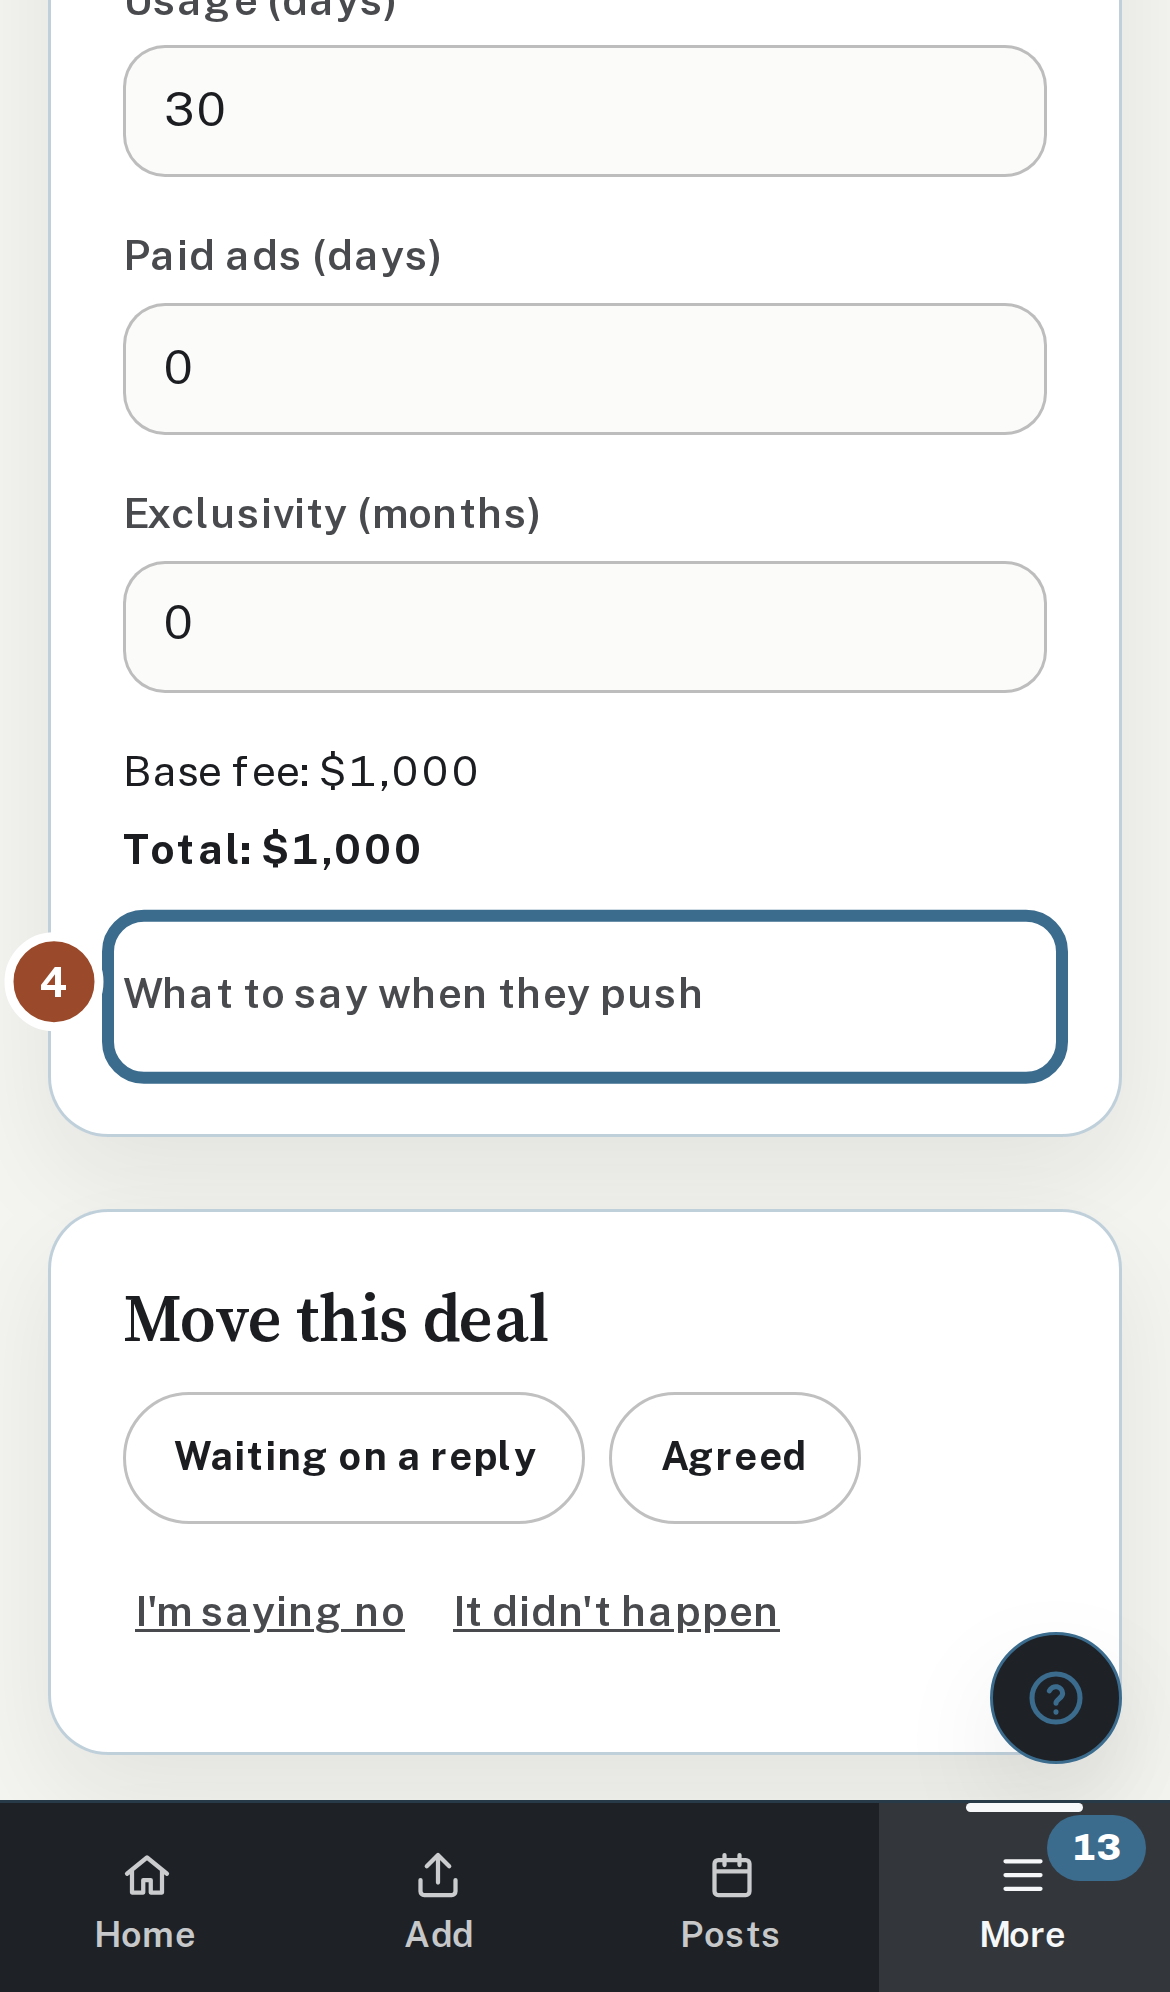 Usage (days)
30
Paid ads (days)
0
Exclusivity (months)
0
Base fee: $1,000
Total: $1,000
4
What to say when they push
Move this deal
Waiting on a reply
Agreed
I'm saying no
It didn't happen
13
Home
Add
Posts
More